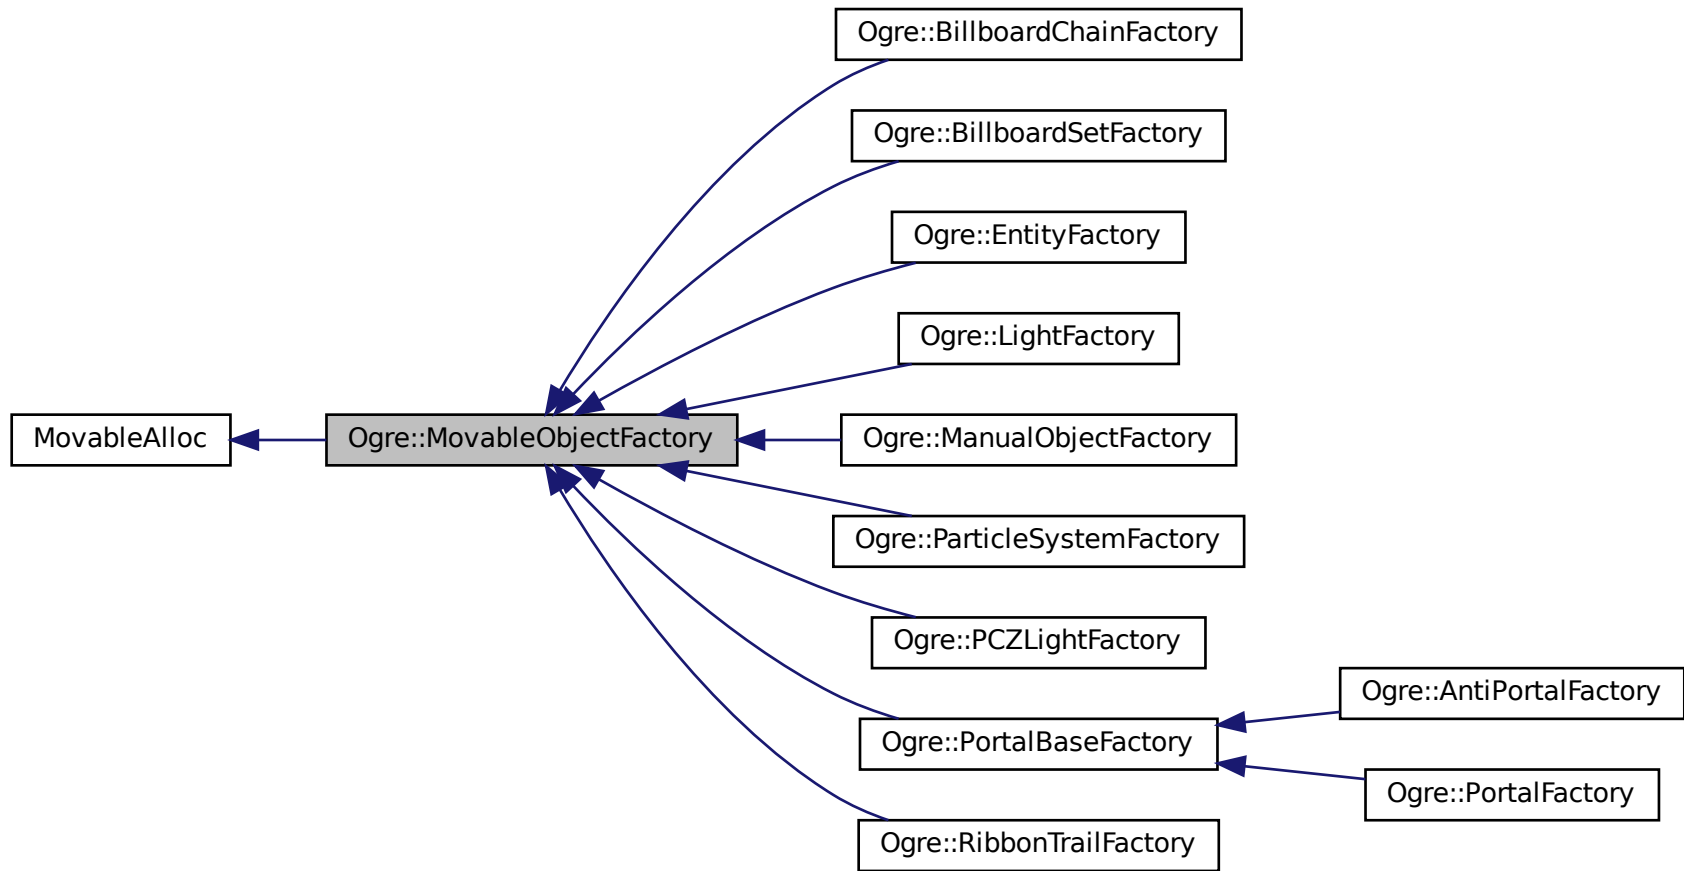 Ogre::BillboardChainFactory
Ogre::BillboardSetFactory
Ogre::EntityFactory
Ogre::LightFactory
MovableAlloc
Ogre::MovableObjectFactory
Ogre::ManualObjectFactory
Ogre::ParticleSystemFactory
Ogre::PCZLightFactory
Ogre::AntiPortalFactory
Ogre::PortalBaseFactory
Ogre::PortalFactory
Ogre::RibbonTrailFactory